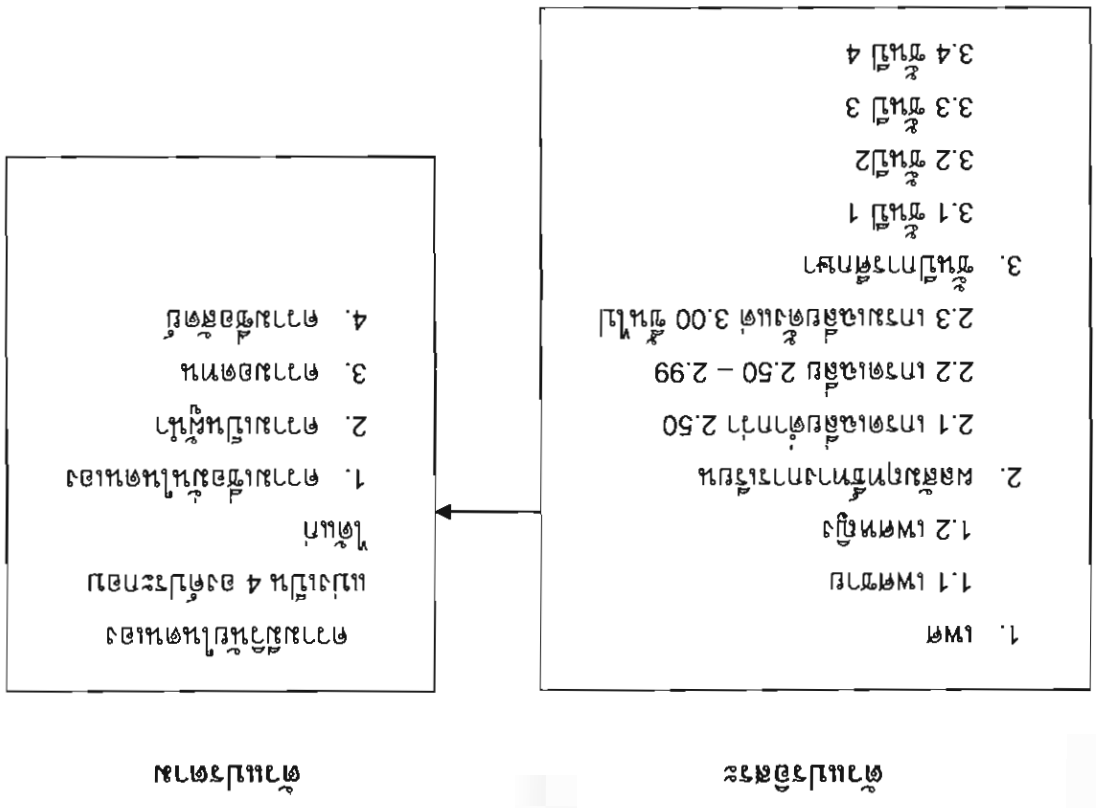 ตัวแปรอิสระ
1. เพศ
1.1 เพศชาย
1.2 เพศหญิง
2. ผลสัมฤทธิ์ทางการเรียน
2.1 เกรดเฉลี่ยต่ำกว่า 2.50
2.2 เกรดเฉลี่ย 2.50 – 2.99
2.3 เกรมเฉลี่ยตั้งแต่ 3.00 ขึ้นไป
3. ชั้นปีการศึกษา
3.1 ชั้นปี 1
3.2 ชั้นปี2
3.3 ชั้นปี 3
3.4 ชั้นปี 4
ตัวแปรตาม
ความมีวินัยในตนเอง
แบ่งเป็น 4 องค์ประกอบ
ได้แก่
1. ความเชื่อมั่นในตนเอง
2. ความเป็นผู้นำ
3. ความอดทน
4. ความซื่อสัตย์